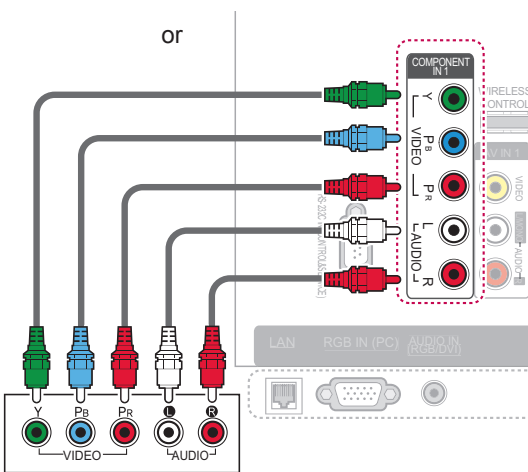 or
COMPONENT
IN 1
Y
VIDEO
PB
PR
L
AUDIO
R
WIRELESS
CONTROL
AV IN 1
VIDEO
AUDIO
LAN
RGB IN (PC)
AUDIO IN
(RGB/DVI)
Y
PB
PR
L
R
VIDEO
AUDIO